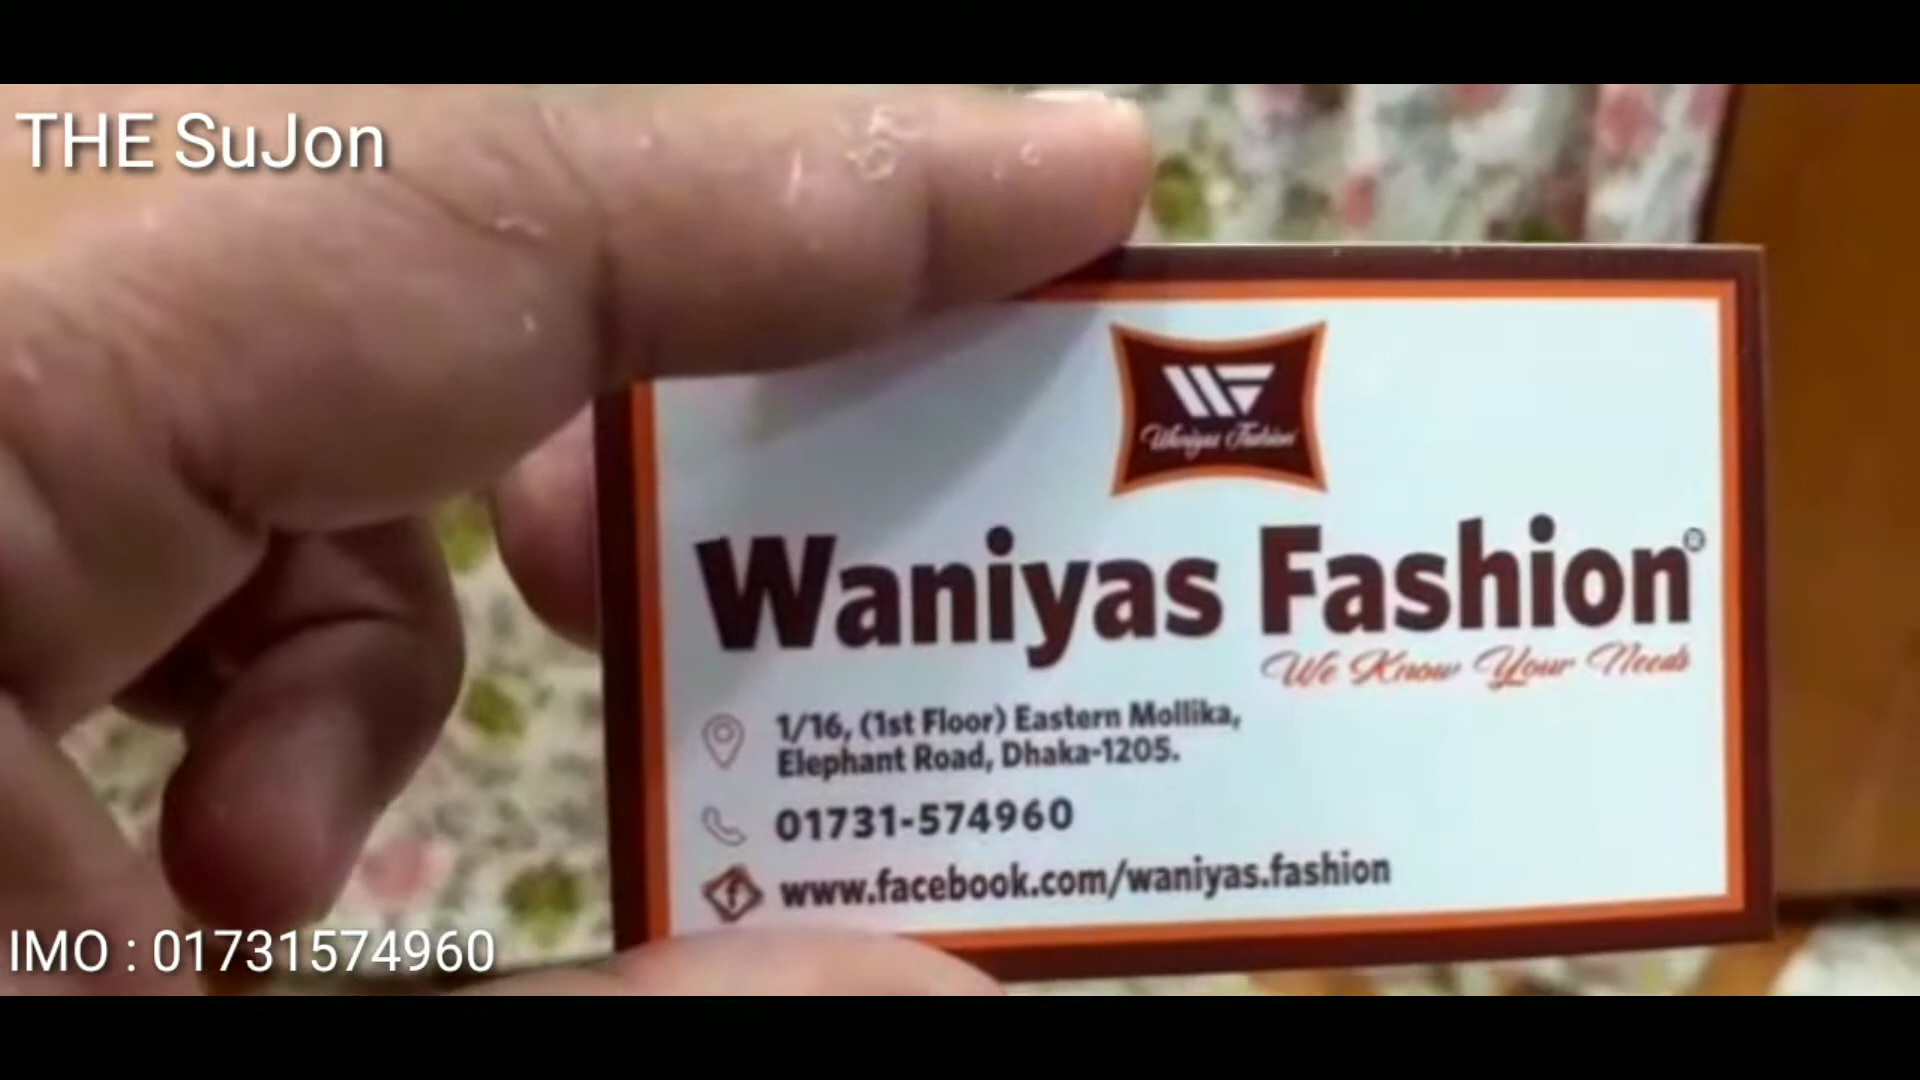 THE SuJon
WF
Waniyas Fashion
Waniyas Fashion®
We Know Your Needs
1/16, (1st Floor) Eastern Mollika,
Elephant Road, Dhaka-1205.
01731-574960
www.facebook.com/waniyas.fashion
IMO : 01731574960